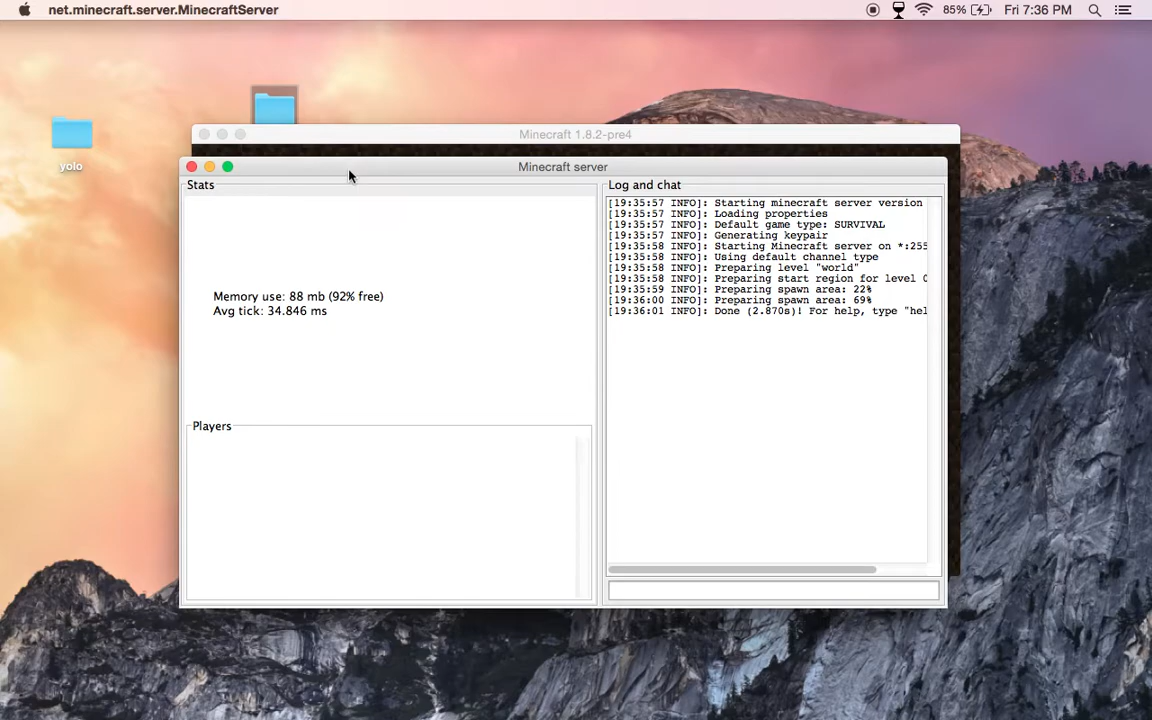 net.minecraft.server.MinecraftServer
85%
Fri 7:36 PM
yolo
Minecraft 1.8.2-pre4
Minecraft server
Stats
Memory use: 88 mb (92% free)
Avg tick: 34.846 ms
Players
Log and chat
[19:35:57 INFO]: Starting minecraft server version
[19:35:57 INFO]: Loading properties
[19:35:57 INFO]: Default game type: SURVIVAL
[19:35:57 INFO]: Generating keypair
[19:35:58 INFO]: Starting Minecraft server on *:255
[19:35:58 INFO]: Using default channel type
[19:35:58 INFO]: Preparing level "world"
[19:35:58 INFO]: Preparing start region for level 0
[19:35:59 INFO]: Preparing spawn area: 22%
[19:36:00 INFO]: Preparing spawn area: 69%
[19:36:01 INFO]: Done (2.870s)! For help, type "hel